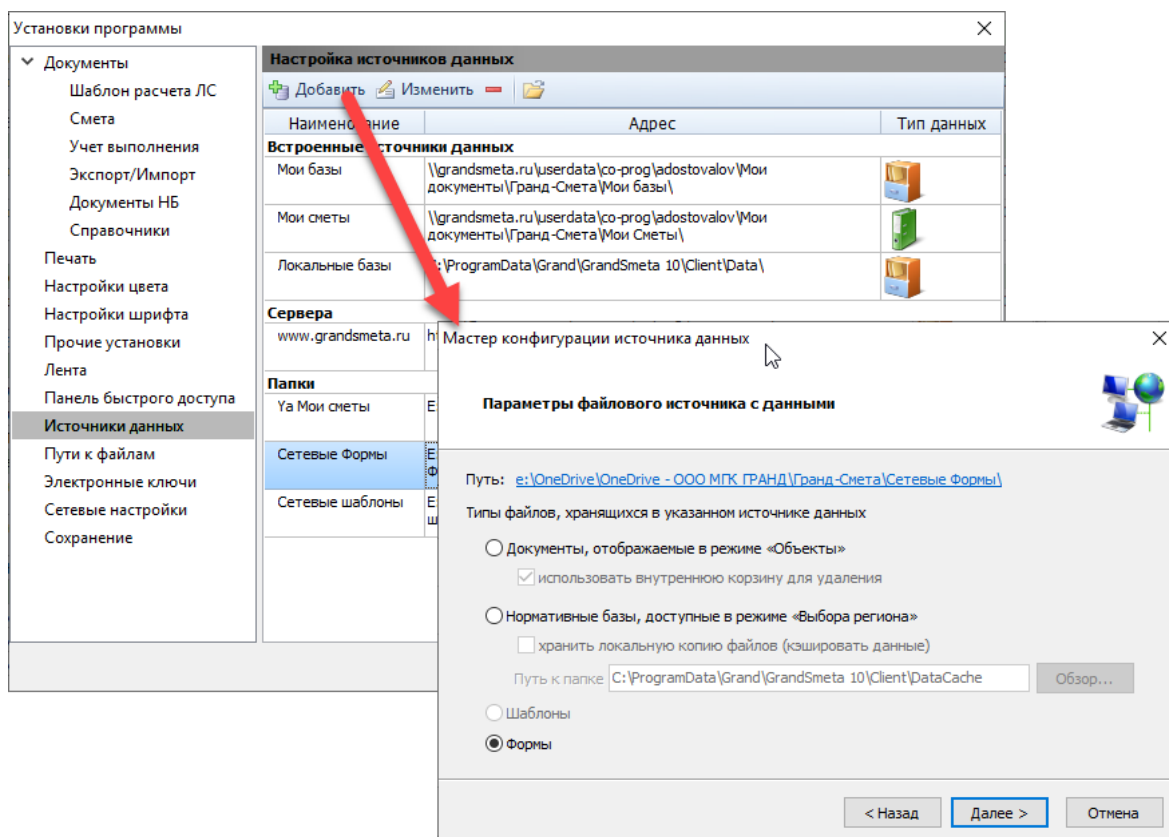 Установки программы
Документы
Шаблон расчета ЛС
Смета
Учет выполнения
Экспорт/Импорт
Документы НБ
Справочники
Печать
Настройки цвета
Настройки шрифта
Прочие установки
Лента
Панель быстрого доступа
Источники данных
Пути к файлам
Электронные ключи
Сетевые настройки
Сохранение
Настройка источников данных
Добавить Изменить
Наименование Адрес Тип данных
Встроенные источники данных
Мои базы \\grandsmeta.ru\userdata\co-prog\adostovalov\Мои
документы\Гранд-Смета\Мои базы\
Мои сметы \\grandsmeta.ru\userdata\co-prog\adostovalov\Мои
документы\Гранд-Смета\Мои Сметы\
Локальные базы :\ProgramData\Grand\GrandSmeta 10\Client\Data\
Сервера
www.grandsmeta.ru
Папки
Ya Мои сметы
Сетевые Формы
Сетевые шаблоны
Мастер конфигурации источника данных
Параметры файлового источника с данными
Путь: e:\OneDrive\OneDrive - ООО МГК ГРАНД\Гранд-Смета\Сетевые Формы\
Типы файлов, хранящихся в указанном источнике данных
Документы, отображаемые в режиме «Объекты»
использовать внутреннюю корзину для удаления
Нормативные базы, доступные в режиме «Выбора региона»
хранить локальную копию файлов (кэшировать данные)
Путь к папке C:\ProgramData\Grand\GrandSmeta 10\Client\DataCache Обзор...
Шаблоны
Формы
< Назад Далее > Отмена